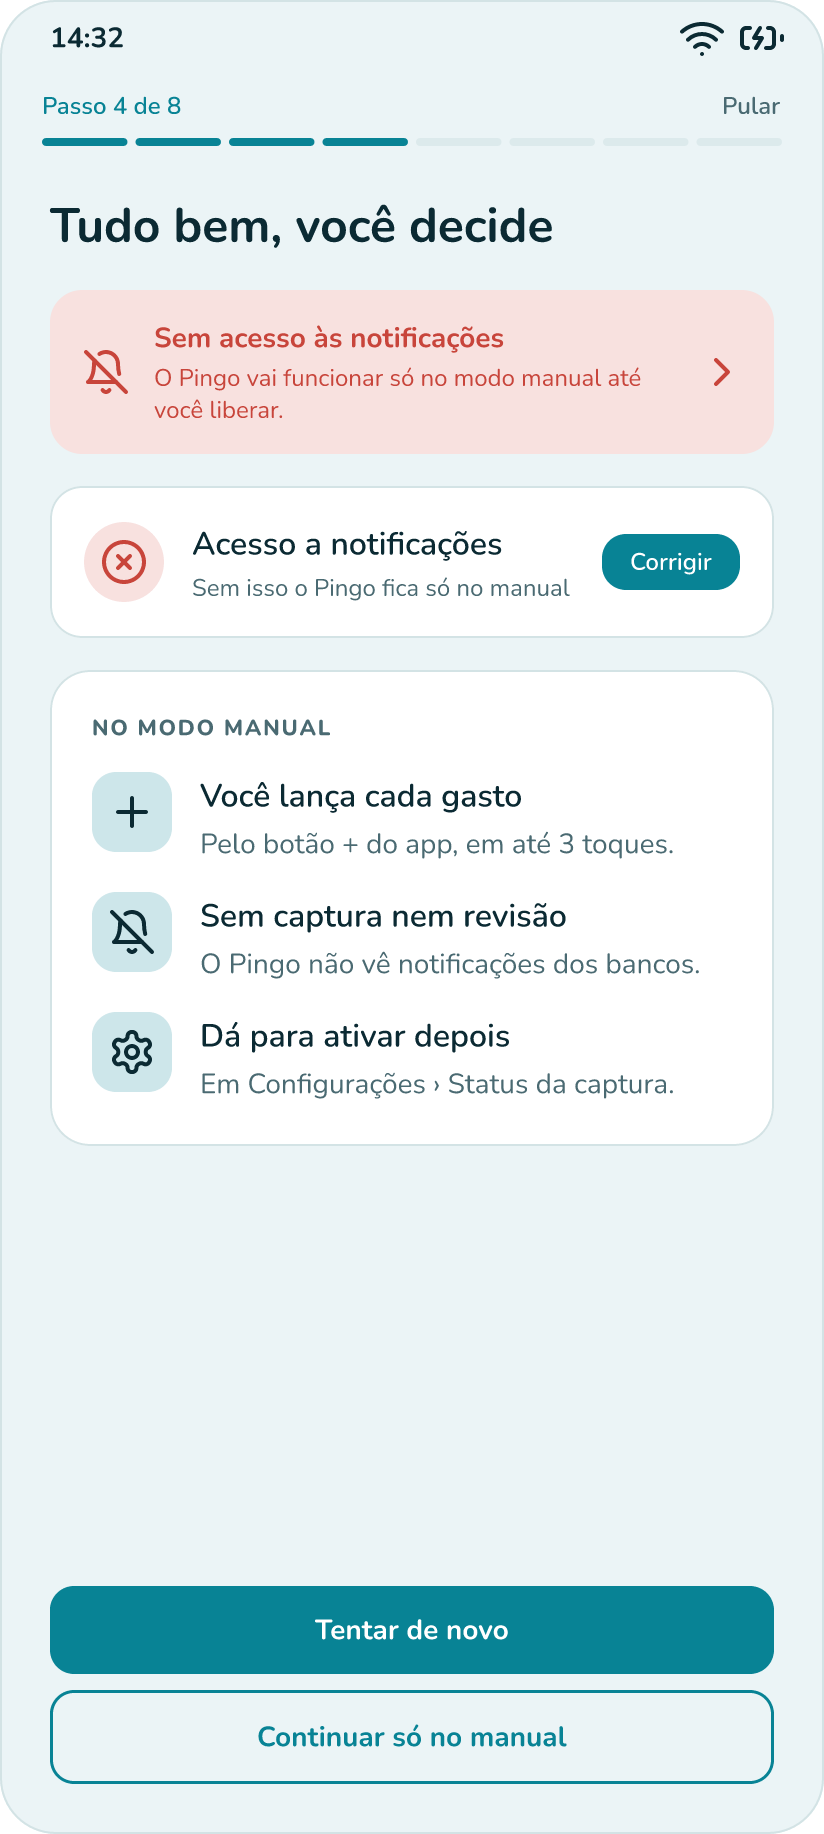 14:32
Passo 4 de 8
Pular
Tudo bem, você decide
Sem acesso às notificações
O Pingo vai funcionar só no modo manual até
você liberar.
Acesso a notificações
Sem isso o Pingo fica só no manual
Corrigir
NO MODO MANUAL
Você lança cada gasto
Pelo botão + do app, em até 3 toques.
Sem captura nem revisão
O Pingo não vê notificações dos bancos.
Dá para ativar depois
Em Configurações › Status da captura.
Tentar de novo
Continuar só no manual